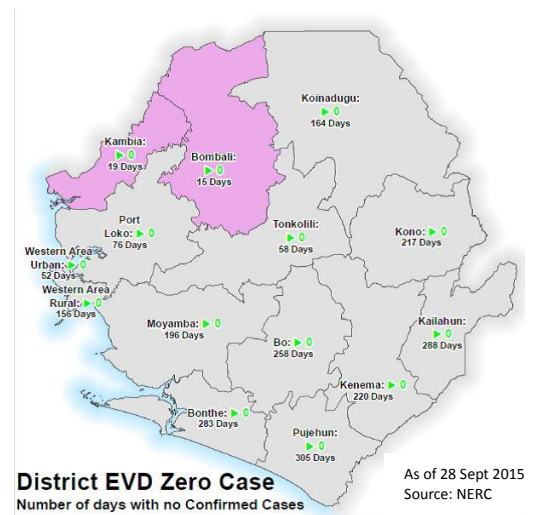 Koinadugu:
0
164 Days
Kambia:
0
19 Days
Bombali:
0
15 Days
Port
Loko: 0
76 Days
Tonkolili:
0
58 Days
Kono: 0
217 Days
Western Area
Urban: 0
52 Days
Western Area
Rural: 0
156 Days
Moyamba: 0
196 Days
Bo: 0
258 Days
Kailahun:
0
288 Days
Kenema:
0
220 Days
Bonthe: 0
283 Days
Pujehun:
0
305 Days
District EVD Zero Case
Number of days with no Confirmed Cases
As of 28 Sept 2015
Source: NERC